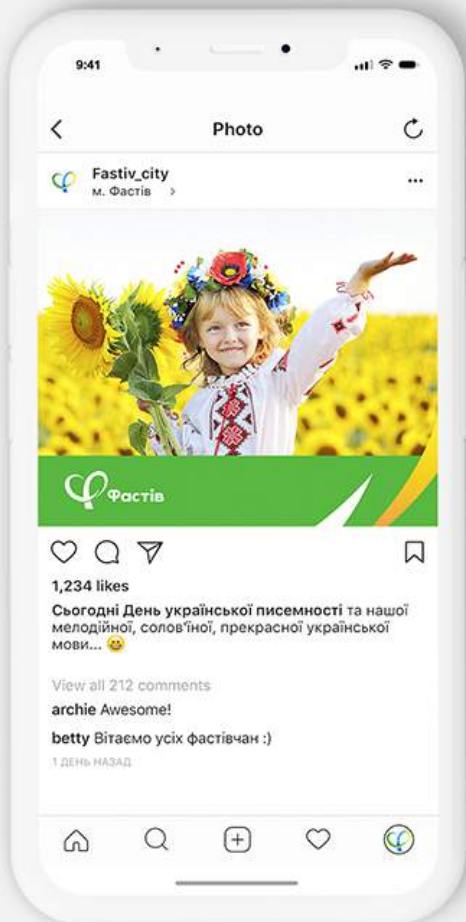 9:41
Photo
Fastiv_city
м. Фастів >
Фастів
1,234 likes
Сьогодні День української писемності та нашої
мелодійної, солов'їної, прекрасної української
мови... 😄
View all 212 comments
archie Awesome!
betty Вітаємо усіх фастівчан :)
1 ДЕНЬ НАЗАД